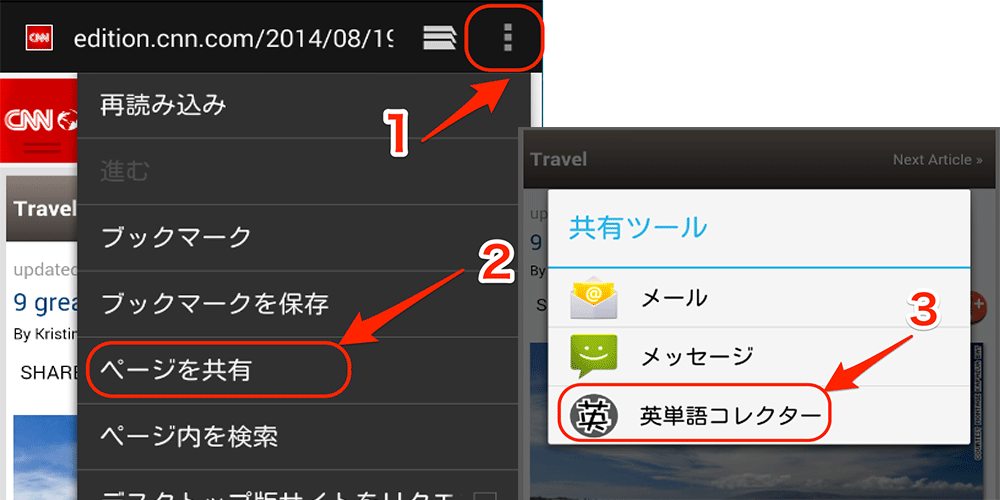 CNN
edition.cnn.com/2014/08/19
CNN
再読み込み
1
進む
Travel
ブックマーク
updated
2
9 grea
ブックマークを保存
By Kristin
SHARE
ページを共有
ページ内を検索
デスクトップ版サイトをリクエ
Travel
Next Article »
共有ツール
up
9
By
S
@
メール
3
メッセージ
英
英単語コレクター